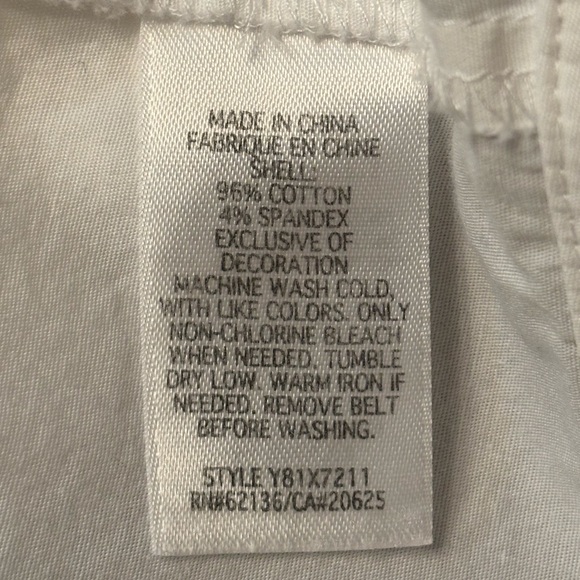 MADE IN CHINA
FABRIQUE EN CHINE
SHELL:
96% COTTON
4% SPANDEX
EXCLUSIVE OF
DECORATION
MACHINE WASH COLD,
WITH LIKE COLORS. ONLY
NON-CHLORINE BLEACH
WHEN NEEDED. TUMBLE
DRY LOW. WARM IRON IF
NEEDED. REMOVE BELT
BEFORE WASHING.
STYLE Y81X7211
RN#62136/CA#20625